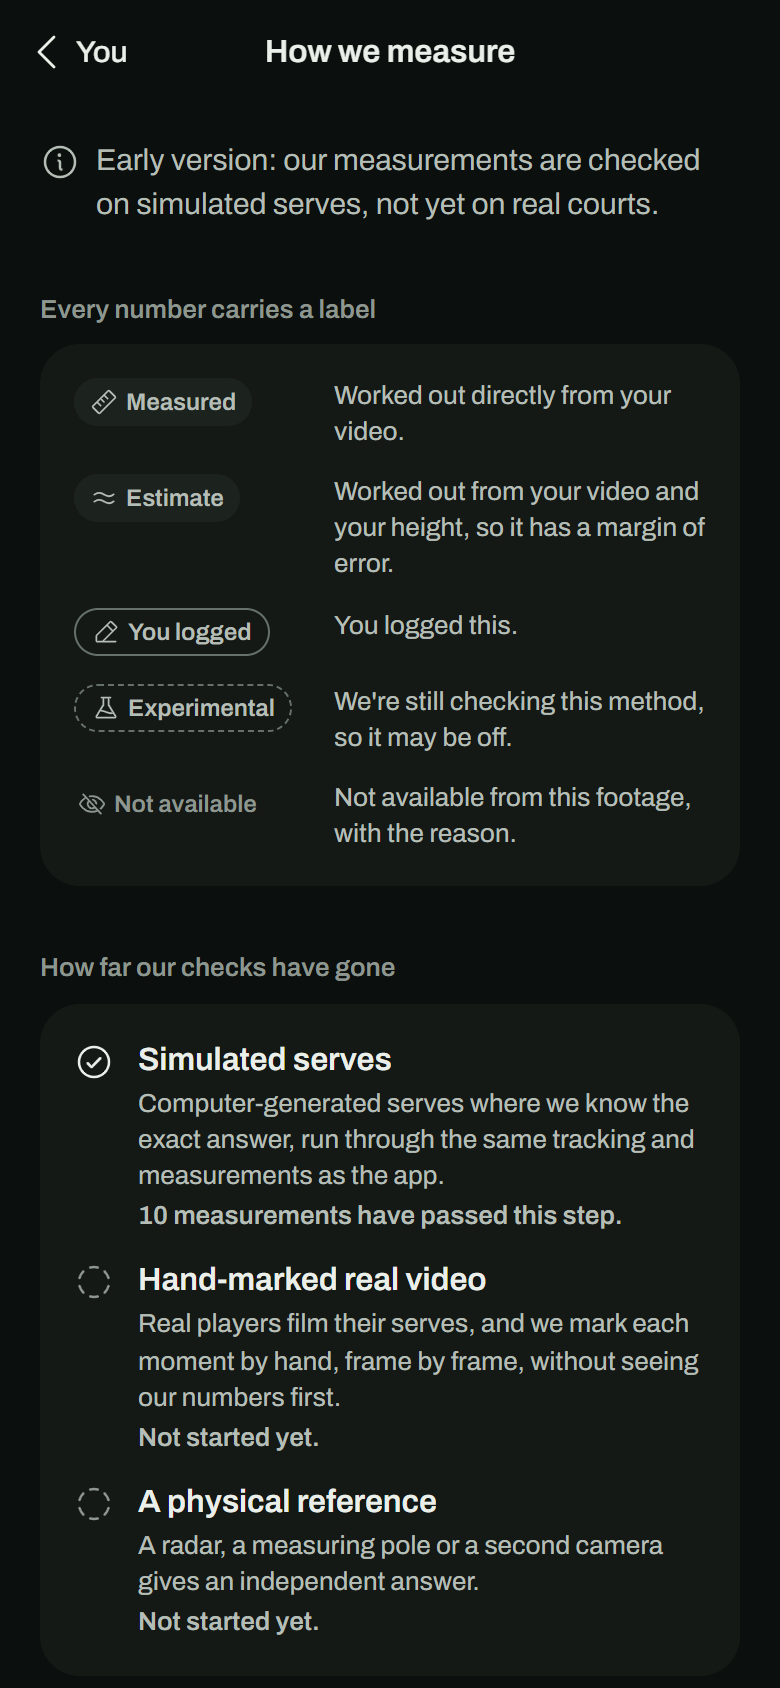 You
How we measure
Early version: our measurements are checked
on simulated serves, not yet on real courts.
Every number carries a label
Measured
Worked out directly from your
video.
Estimate
Worked out from your video and
your height, so it has a margin of
error.
You logged
You logged this.
Experimental
We're still checking this method,
so it may be off.
Not available
Not available from this footage,
with the reason.
How far our checks have gone
Simulated serves
Computer-generated serves where we know the
exact answer, run through the same tracking and
measurements as the app.
10 measurements have passed this step.
Hand-marked real video
Real players film their serves, and we mark each
moment by hand, frame by frame, without seeing
our numbers first.
Not started yet.
A physical reference
A radar, a measuring pole or a second camera
gives an independent answer.
Not started yet.